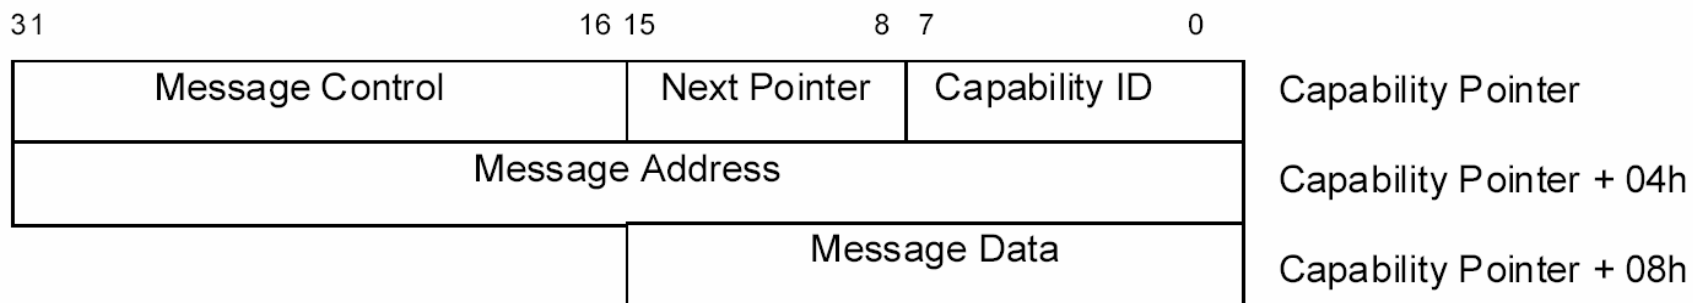 31 16 15 8 7 0
Message Control Next Pointer Capability ID Capability Pointer
Message Address Capability Pointer + 04h
Message Data Capability Pointer + 08h